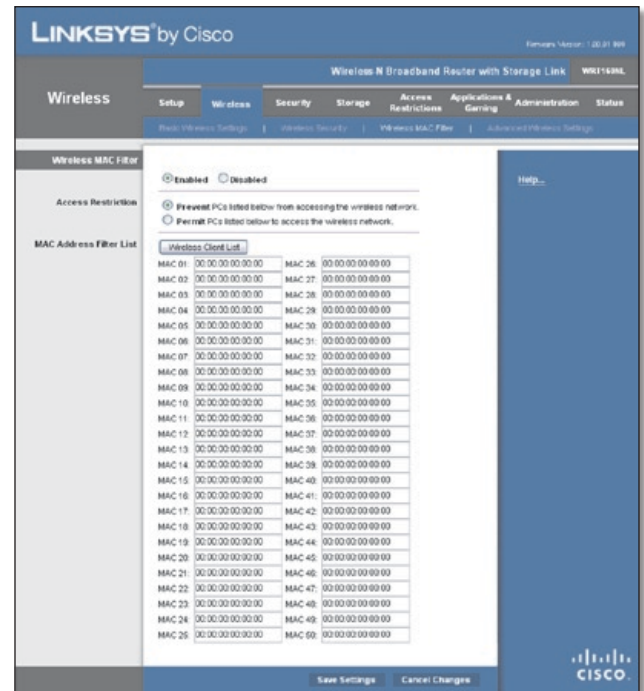 LINKSYS® by Cisco
Firmware Version: 1.00.01 B09
Wireless-N Broadband Router with Storage Link WRT160NL
Wireless
Setup Wireless Security Storage Access Restrictions Applications & Gaming Administration Status
Basic Wireless Settings | Wireless Security | Wireless MAC Filter | Advanced Wireless Settings
Wireless MAC Filter
Enabled Disabled
Help...
Access Restriction
Prevent PCs listed below from accessing the wireless network.
Permit PCs listed below to access the wireless network.
MAC Address Filter List
Wireless Client List
MAC 01: 00:00:00:00:00:00 MAC 26: 00:00:00:00:00:00
MAC 02: 00:00:00:00:00:00 MAC 27: 00:00:00:00:00:00
MAC 03: 00:00:00:00:00:00 MAC 28: 00:00:00:00:00:00
MAC 04: 00:00:00:00:00:00 MAC 29: 00:00:00:00:00:00
MAC 05: 00:00:00:00:00:00 MAC 30: 00:00:00:00:00:00
MAC 06: 00:00:00:00:00:00 MAC 31: 00:00:00:00:00:00
MAC 07: 00:00:00:00:00:00 MAC 32: 00:00:00:00:00:00
MAC 08: 00:00:00:00:00:00 MAC 33: 00:00:00:00:00:00
MAC 09: 00:00:00:00:00:00 MAC 34: 00:00:00:00:00:00
MAC 10: 00:00:00:00:00:00 MAC 35: 00:00:00:00:00:00
MAC 11: 00:00:00:00:00:00 MAC 36: 00:00:00:00:00:00
MAC 12: 00:00:00:00:00:00 MAC 37: 00:00:00:00:00:00
MAC 13: 00:00:00:00:00:00 MAC 38: 00:00:00:00:00:00
MAC 14: 00:00:00:00:00:00 MAC 39: 00:00:00:00:00:00
MAC 15: 00:00:00:00:00:00 MAC 40: 00:00:00:00:00:00
MAC 16: 00:00:00:00:00:00 MAC 41: 00:00:00:00:00:00
MAC 17: 00:00:00:00:00:00 MAC 42: 00:00:00:00:00:00
MAC 18: 00:00:00:00:00:00 MAC 43: 00:00:00:00:00:00
MAC 19: 00:00:00:00:00:00 MAC 44: 00:00:00:00:00:00
MAC 20: 00:00:00:00:00:00 MAC 45: 00:00:00:00:00:00
MAC 21: 00:00:00:00:00:00 MAC 46: 00:00:00:00:00:00
MAC 22: 00:00:00:00:00:00 MAC 47: 00:00:00:00:00:00
MAC 23: 00:00:00:00:00:00 MAC 48: 00:00:00:00:00:00
MAC 24: 00:00:00:00:00:00 MAC 49: 00:00:00:00:00:00
MAC 25: 00:00:00:00:00:00 MAC 50: 00:00:00:00:00:00
Save Settings Cancel Changes
CISCO.